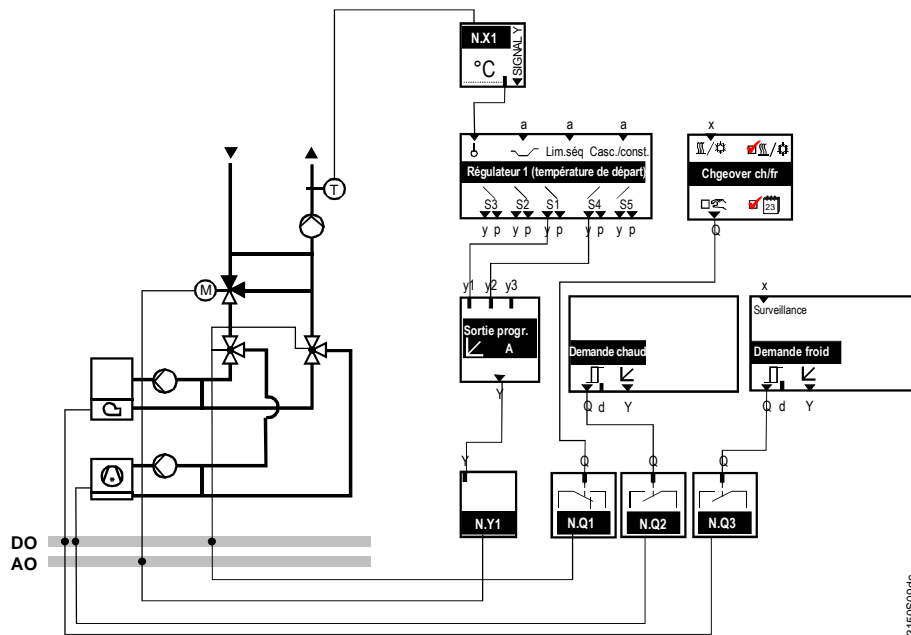 N.X1
°C
SIGNAL Y
a a a
Lim.séq Casc./const.
Régulateur 1 (température de départ)
S3 S2 S1 S4 S5
y p y p y p y p y p
x
Chgeover ch/fr
23
Q
T
M
y1 y2 y3
Sortie progr.
A
Y
Demande chaud
Q d Y
x
Surveillance
Demande froid
Q d Y
Y
N.Y1
Q
N.Q1
Q
N.Q2
Q
N.Q3
DO
AO